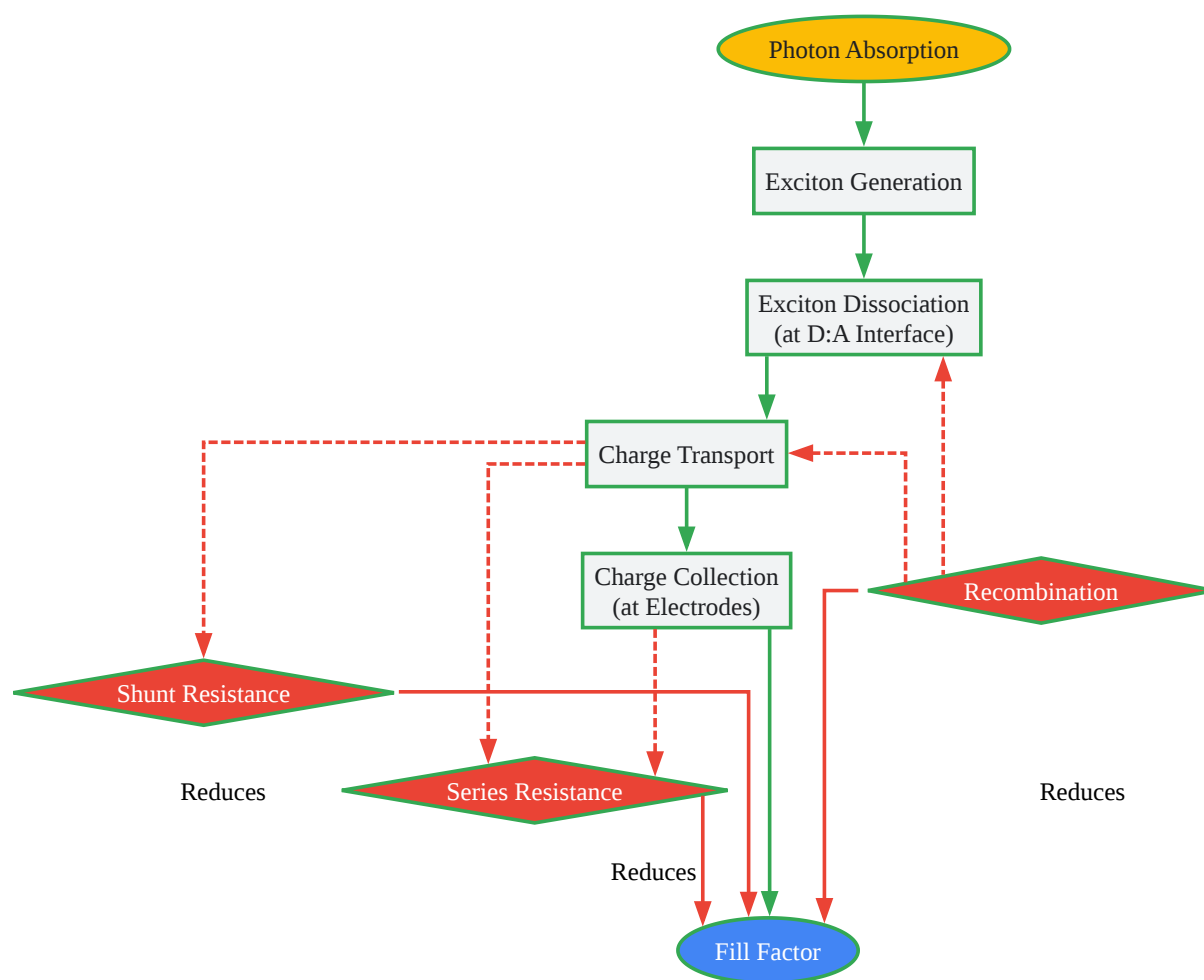 Photon Absorption
Exciton Generation
Exciton Dissociation
(at D:A Interface)
Charge Transport
Charge Collection
(at Electrodes)
Recombination
Shunt Resistance
Series Resistance
Reduces
Reduces
Reduces
Fill Factor